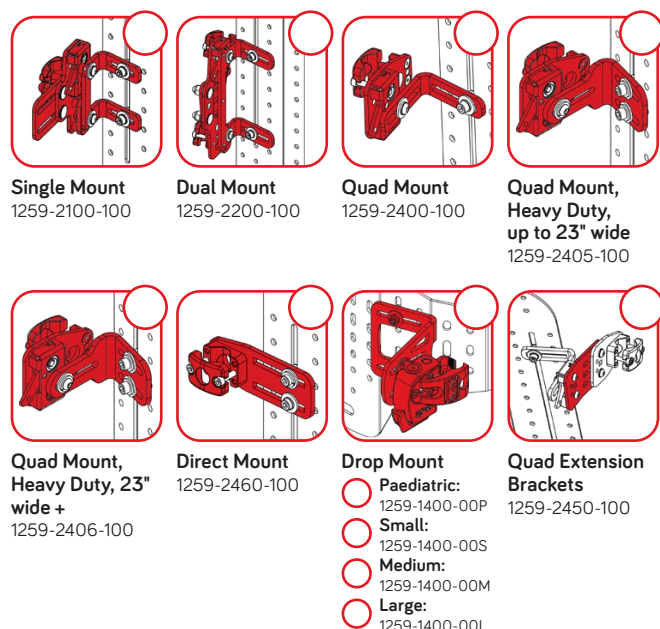 Single Mount
1259-2100-100
Dual Mount
1259-2200-100
Quad Mount
1259-2400-100
Quad Mount,
Heavy Duty,
up to 23" wide
1259-2405-100
Quad Mount,
Heavy Duty, 23"
wide +
1259-2406-100
Direct Mount
1259-2460-100
Drop Mount
Paediatric:
1259-1400-00P
Small:
1259-1400-00S
Medium:
1259-1400-00M
Large:
1259-1400-00L
Quad Extension
Brackets
1259-2450-100